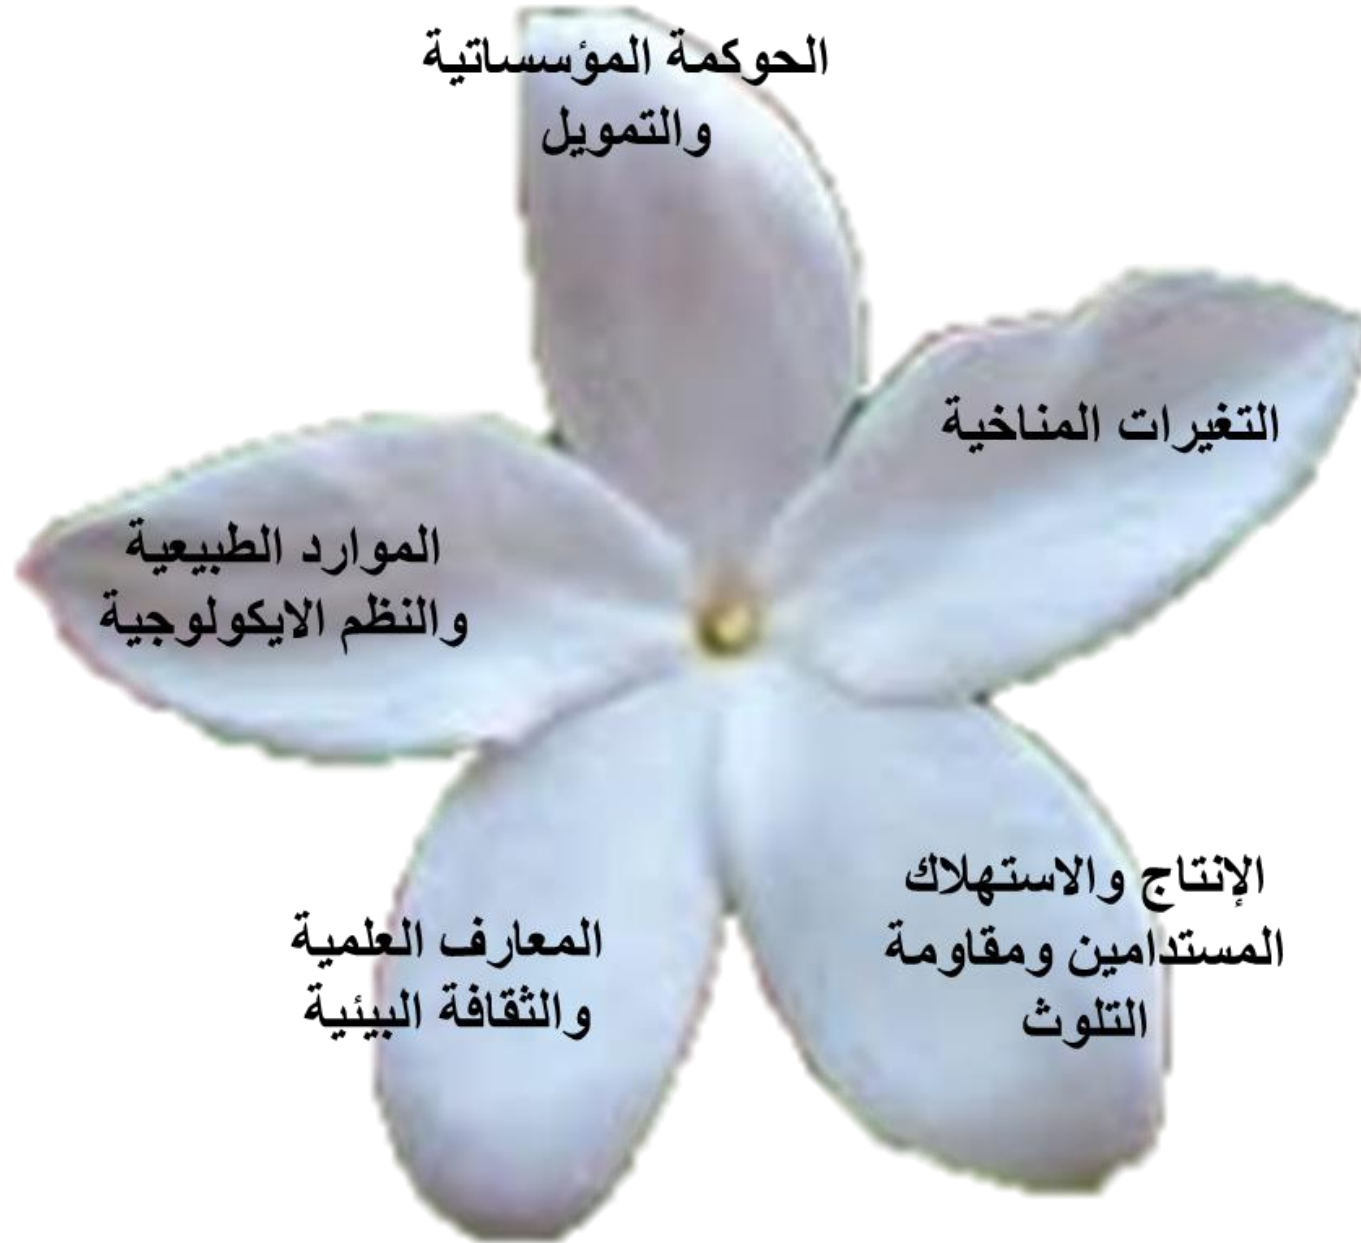 الحوكمة المؤسساتية
والتمويل
التغيرات المناخية
الموارد الطبيعية
والنظم الايكولوجية
الإنتاج والاستهلاك
المستدامين ومقاومة
التلوث
المعارف العلمية
والثقافة البيئية